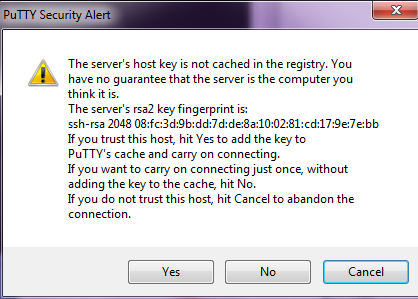 PuTTY Security Alert
The server's host key is not cached in the registry. You
have no guarantee that the server is the computer you
think it is.
The server's rsa2 key fingerprint is:
ssh-rsa 2048 08:fc:3d:9b:dd:7d:de:8a:10:02:81:cd:17:9e:7e:bb
If you trust this host, hit Yes to add the key to
PuTTY's cache and carry on connecting.
If you want to carry on connecting just once, without
adding the key to the cache, hit No.
If you do not trust this host, hit Cancel to abandon the
connection.
Yes No Cancel